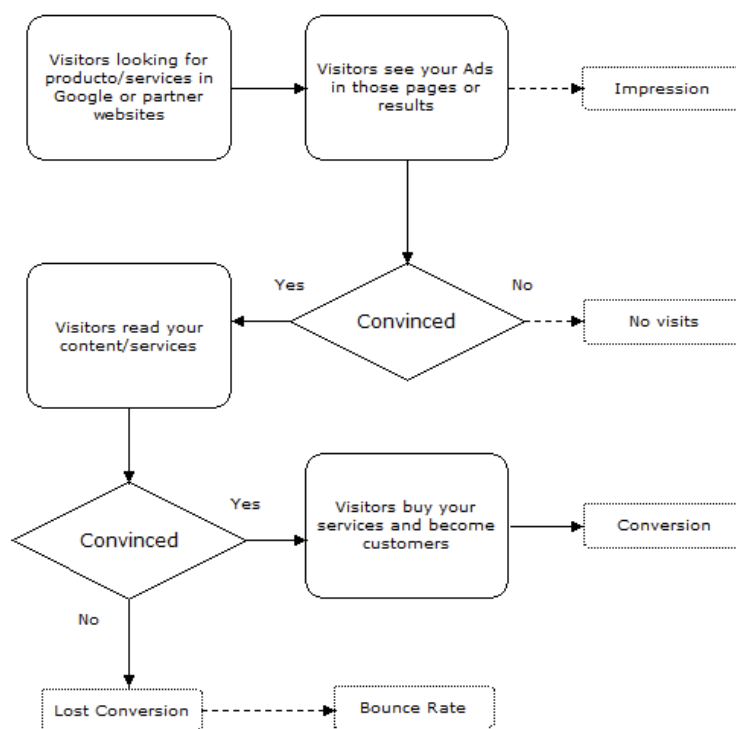 Visitors looking for
producto/services in
Google or partner
websites
Visitors see your Ads
in those pages or
results
Impression
Yes
No
Visitors read your
content/services
Convinced
No visits
Convinced
Yes
Visitors buy your
services and become
customers
Conversion
No
Lost Conversion
Bounce Rate